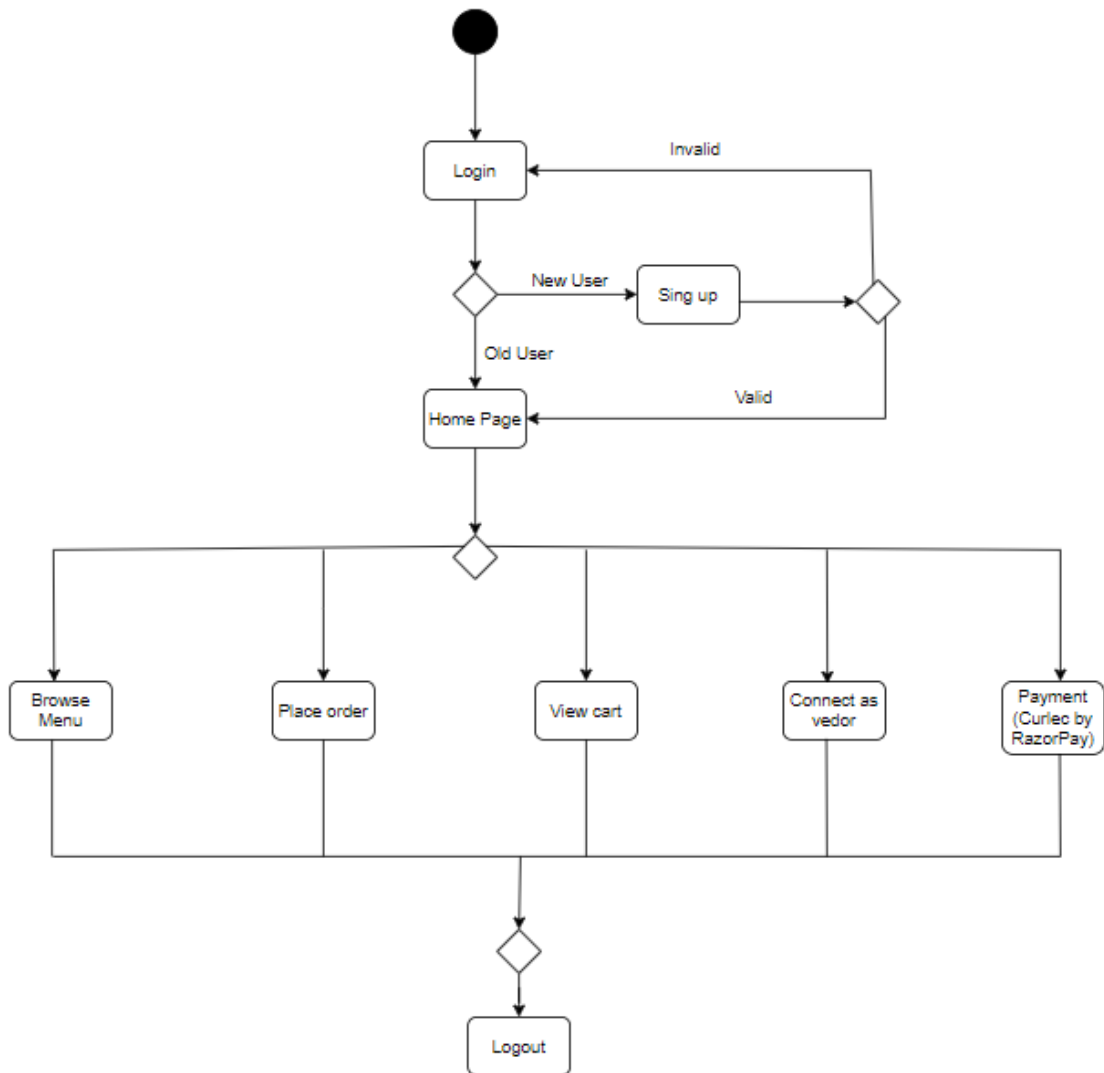 Invalid
Login
New User
Sing up
Old User
Valid
Home Page
Browse
Menu
Place order
View cart
Connect as
vedor
Payment
(Curlec by
RazorPay)
Logout